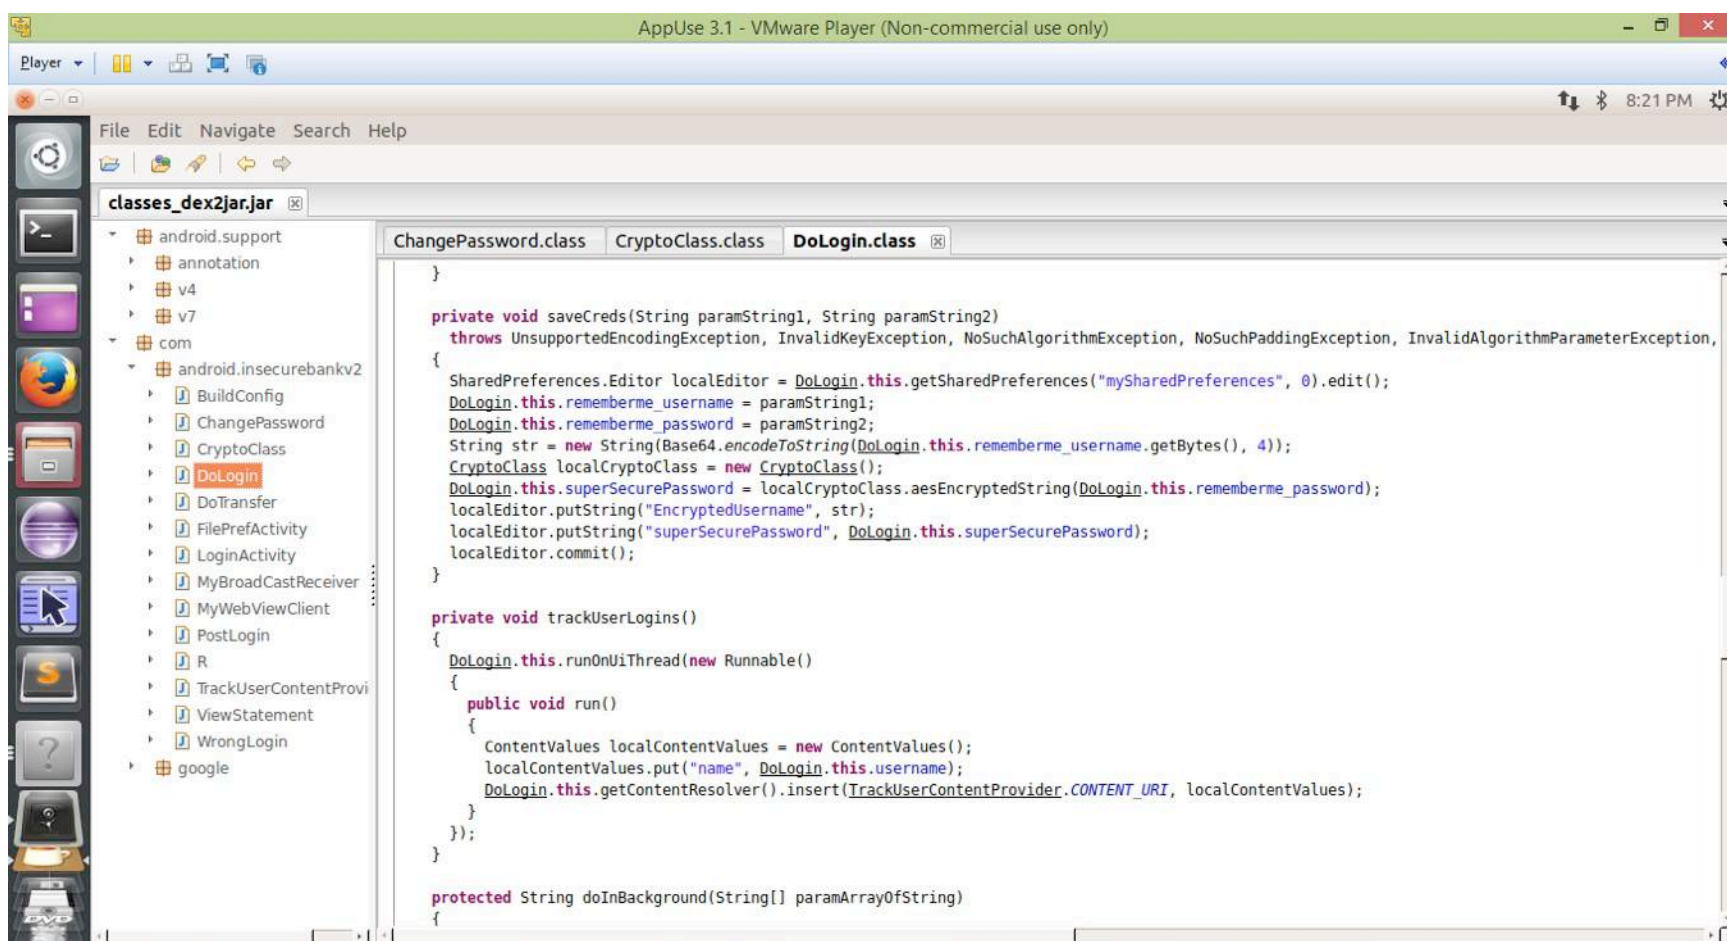 AppUse 3.1 - VMware Player (Non-commercial use only)
Player
8:21 PM
File Edit Navigate Search Help
classes_dex2jar.jar
android.support
annotation
v4
v7
com
android.insecurebankv2
BuildConfig
ChangePassword
CryptoClass
DoLogin
DoTransfer
FilePrefActivity
LoginActivity
MyBroadCastReceiver
MyWebViewClient
PostLogin
R
TrackUserContentProvi
ViewStatement
WrongLogin
google
ChangePassword.class CryptoClass.class DoLogin.class
}
private void saveCreds(String paramString1, String paramString2)
throws UnsupportedEncodingException, InvalidKeyException, NoSuchAlgorithmException, NoSuchPaddingException, InvalidAlgorithmParameterException,
{
SharedPreferences.Editor localEditor = DoLogin.this.getSharedPreferences("mySharedPreferences", 0).edit();
DoLogin.this.rememberme_username = paramString1;
DoLogin.this.rememberme_password = paramString2;
String str = new String(Base64.encodeToString(DoLogin.this.rememberme_username.getBytes(), 4));
CryptoClass localCryptoClass = new CryptoClass();
DoLogin.this.superSecurePassword = localCryptoClass.aesEncryptedString(DoLogin.this.rememberme_password);
localEditor.putString("EncryptedUsername", str);
localEditor.putString("superSecurePassword", DoLogin.this.superSecurePassword);
localEditor.commit();
}
private void trackUserLogins()
{
DoLogin.this.runOnUiThread(new Runnable()
{
public void run()
{
ContentValues localContentValues = new ContentValues();
localContentValues.put("name", DoLogin.this.username);
DoLogin.this.getContentResolver().insert(TrackUserContentProvider.CONTENT_URI, localContentValues);
}
});
}
protected String doInBackground(String[] paramArrayOfString)
{